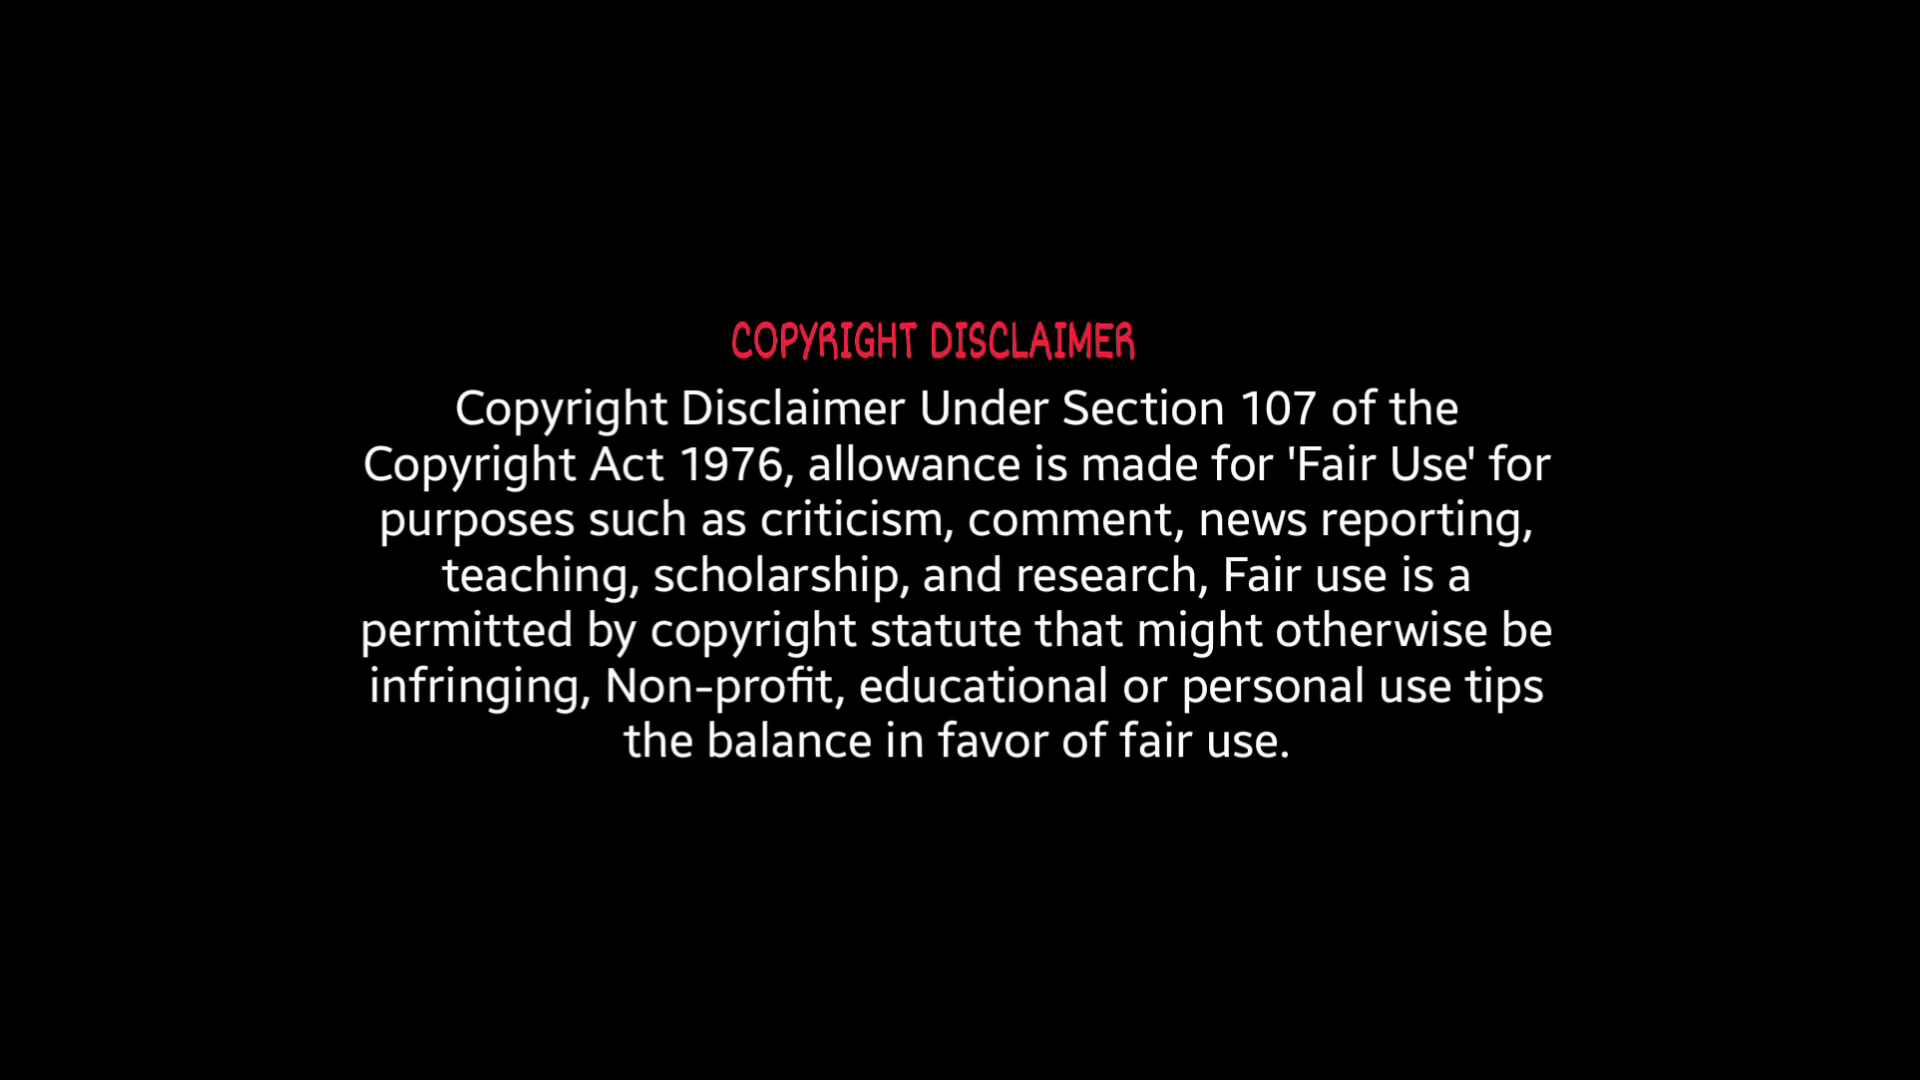 COPYRIGHT DISCLAIMER
Copyright Disclaimer Under Section 107 of the
Copyright Act 1976, allowance is made for 'Fair Use' for
purposes such as criticism, comment, news reporting,
teaching, scholarship, and research, Fair use is a
permitted by copyright statute that might otherwise be
infringing, Non-profit, educational or personal use tips
the balance in favor of fair use.